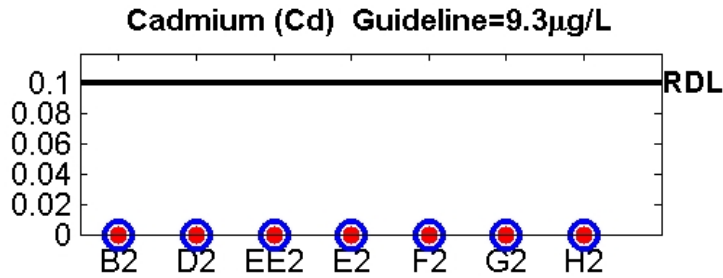 Cadmium (Cd) Guideline=9.3µg/L
0.1
RDL
0.08
0.06
0.04
0.02
0
B2 D2 EE2 E2 F2 G2 H2